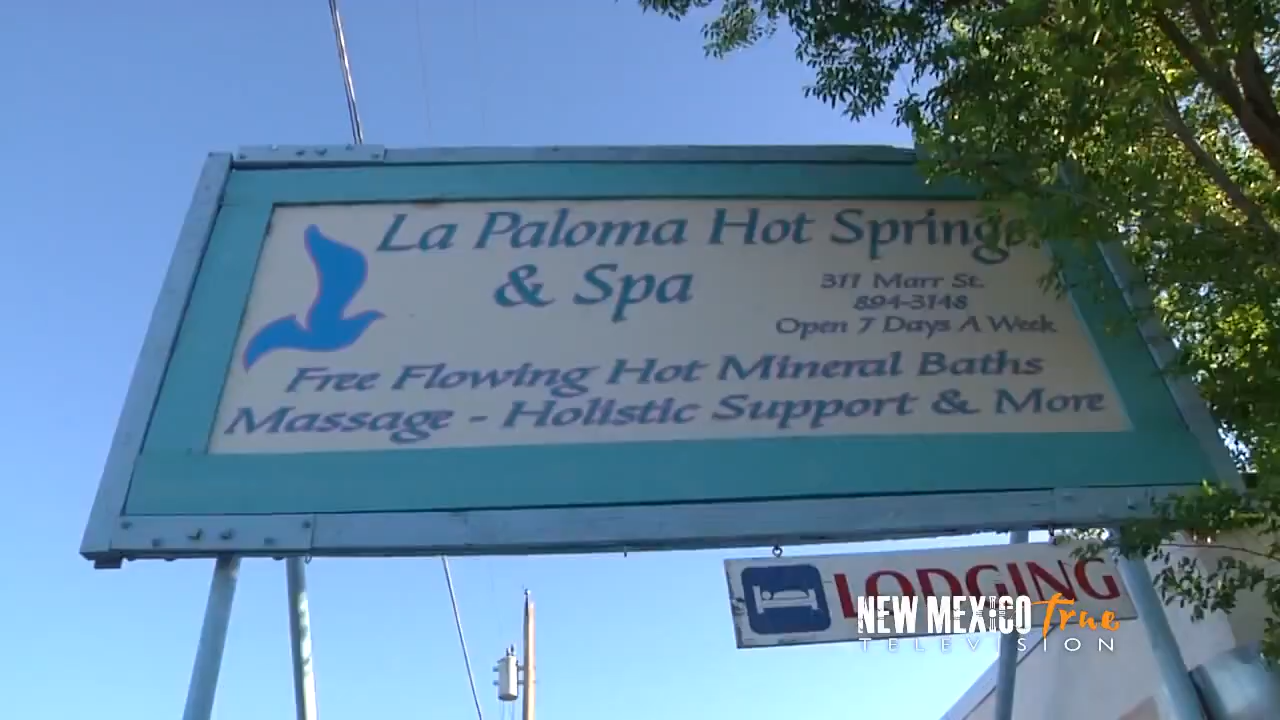 La Paloma Hot Springs
& Spa
311 Marr St.
894-3148
Open 7 Days A Week
Free Flowing Hot Mineral Baths
Massage - Holistic Support & More
LODGING
NEW MEXICO True
TELEVISION